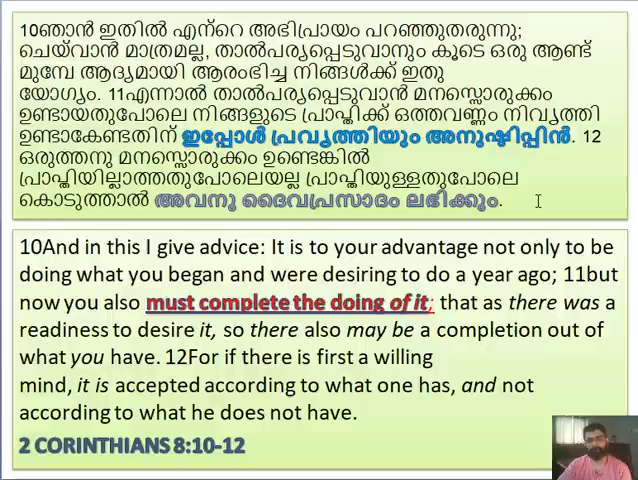 10ഞാൻ ഇതിൽ എന്റെ അഭിപ്രായം പറഞ്ഞുതരുന്നു;
ചെയ്‌വാൻ മാത്രമല്ല, താൽപര്യപ്പെടുവാനും കൂടെ ഒരു ആണ്ട്
മുമ്പേ ആദ്യമായി ആരംഭിച്ച നിങ്ങൾക്ക് ഇതു
യോഗ്യം. 11എന്നാൽ താൽപര്യപ്പെടുവാൻ മനസ്സൊരുക്കം
ഉണ്ടായതുപോലെ നിങ്ങളുടെ പ്രാപ്തിക്ക് ഒത്തവണ്ണം നിവൃത്തി
ഉണ്ടാകേണ്ടതിന് ഇപ്പോൾ പ്രവൃത്തിയും അനുഷ്ഠിപ്പിൻ. 12
ഒരുത്തനു മനസ്സൊരുക്കം ഉണ്ടെങ്കിൽ
പ്രാപ്തിയില്ലാത്തതുപോലെയല്ല പ്രാപ്തിയുള്ളതുപോലെ
കൊടുത്താൽ അവനു ദൈവപ്രസാദം ലഭിക്കും.
10And in this I give advice: It is to your advantage not only to be
doing what you began and were desiring to do a year ago; 11but
now you also must complete the doing of it; that as there was a
readiness to desire it, so there also may be a completion out of
what you have. 12For if there is first a willing
mind, it is accepted according to what one has, and not
according to what he does not have.
2 CORINTHIANS 8:10-12